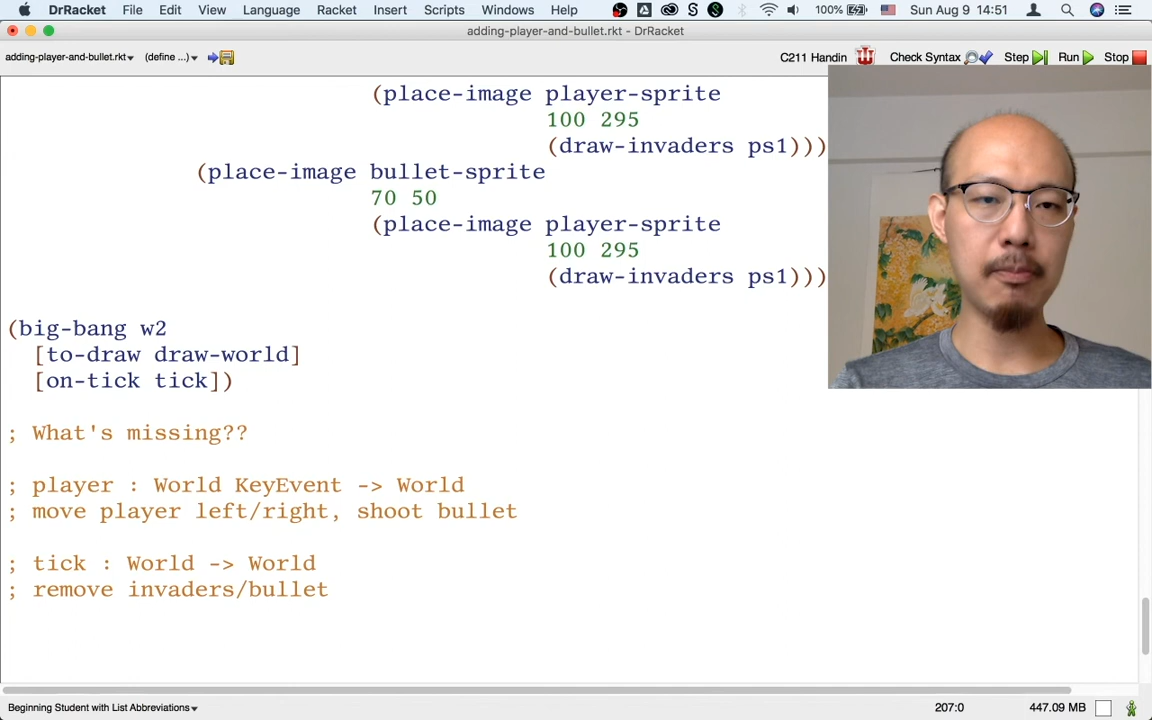 DrRacket File Edit View Language Racket Insert Scripts Windows Help 100% Sun Aug 9 14:51
adding-player-and-bullet.rkt - DrRacket
adding-player-and-bullet.rkt▾ (define ...)▾ C211 Handin Check Syntax Step Run Stop
(place-image player-sprite
100 295
(draw-invaders ps1)))
(place-image bullet-sprite
70 50
(place-image player-sprite
100 295
(draw-invaders ps1)))
(big-bang w2
[to-draw draw-world]
[on-tick tick])
; What's missing??
; player : World KeyEvent -> World
; move player left/right, shoot bullet
; tick : World -> World
; remove invaders/bullet
Beginning Student with List Abbreviations▾ 207:0 447.09 MB